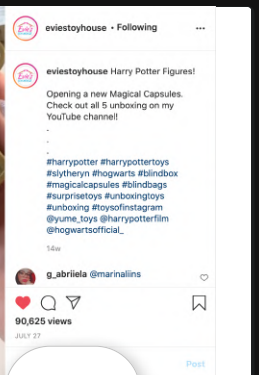 eviestoyhouse • Following
eviestoyhouse Harry Potter Figures!
Opening a new Magical Capsules.
Check out all 5 unboxing on my
YouTube channel!
.
.
.
#harrypotter #harrypottertoys
#slytheryn #hogwarts #blindbox
#magicalcapsules #blindbags
#surprisetoys #unboxingtoys
#unboxing #toysofinstagram
@yume_toys @harrypotterfilm
@hogwartsofficial_
14w
g_abriiela @marinaliins
90,625 views
JULY 27
Post